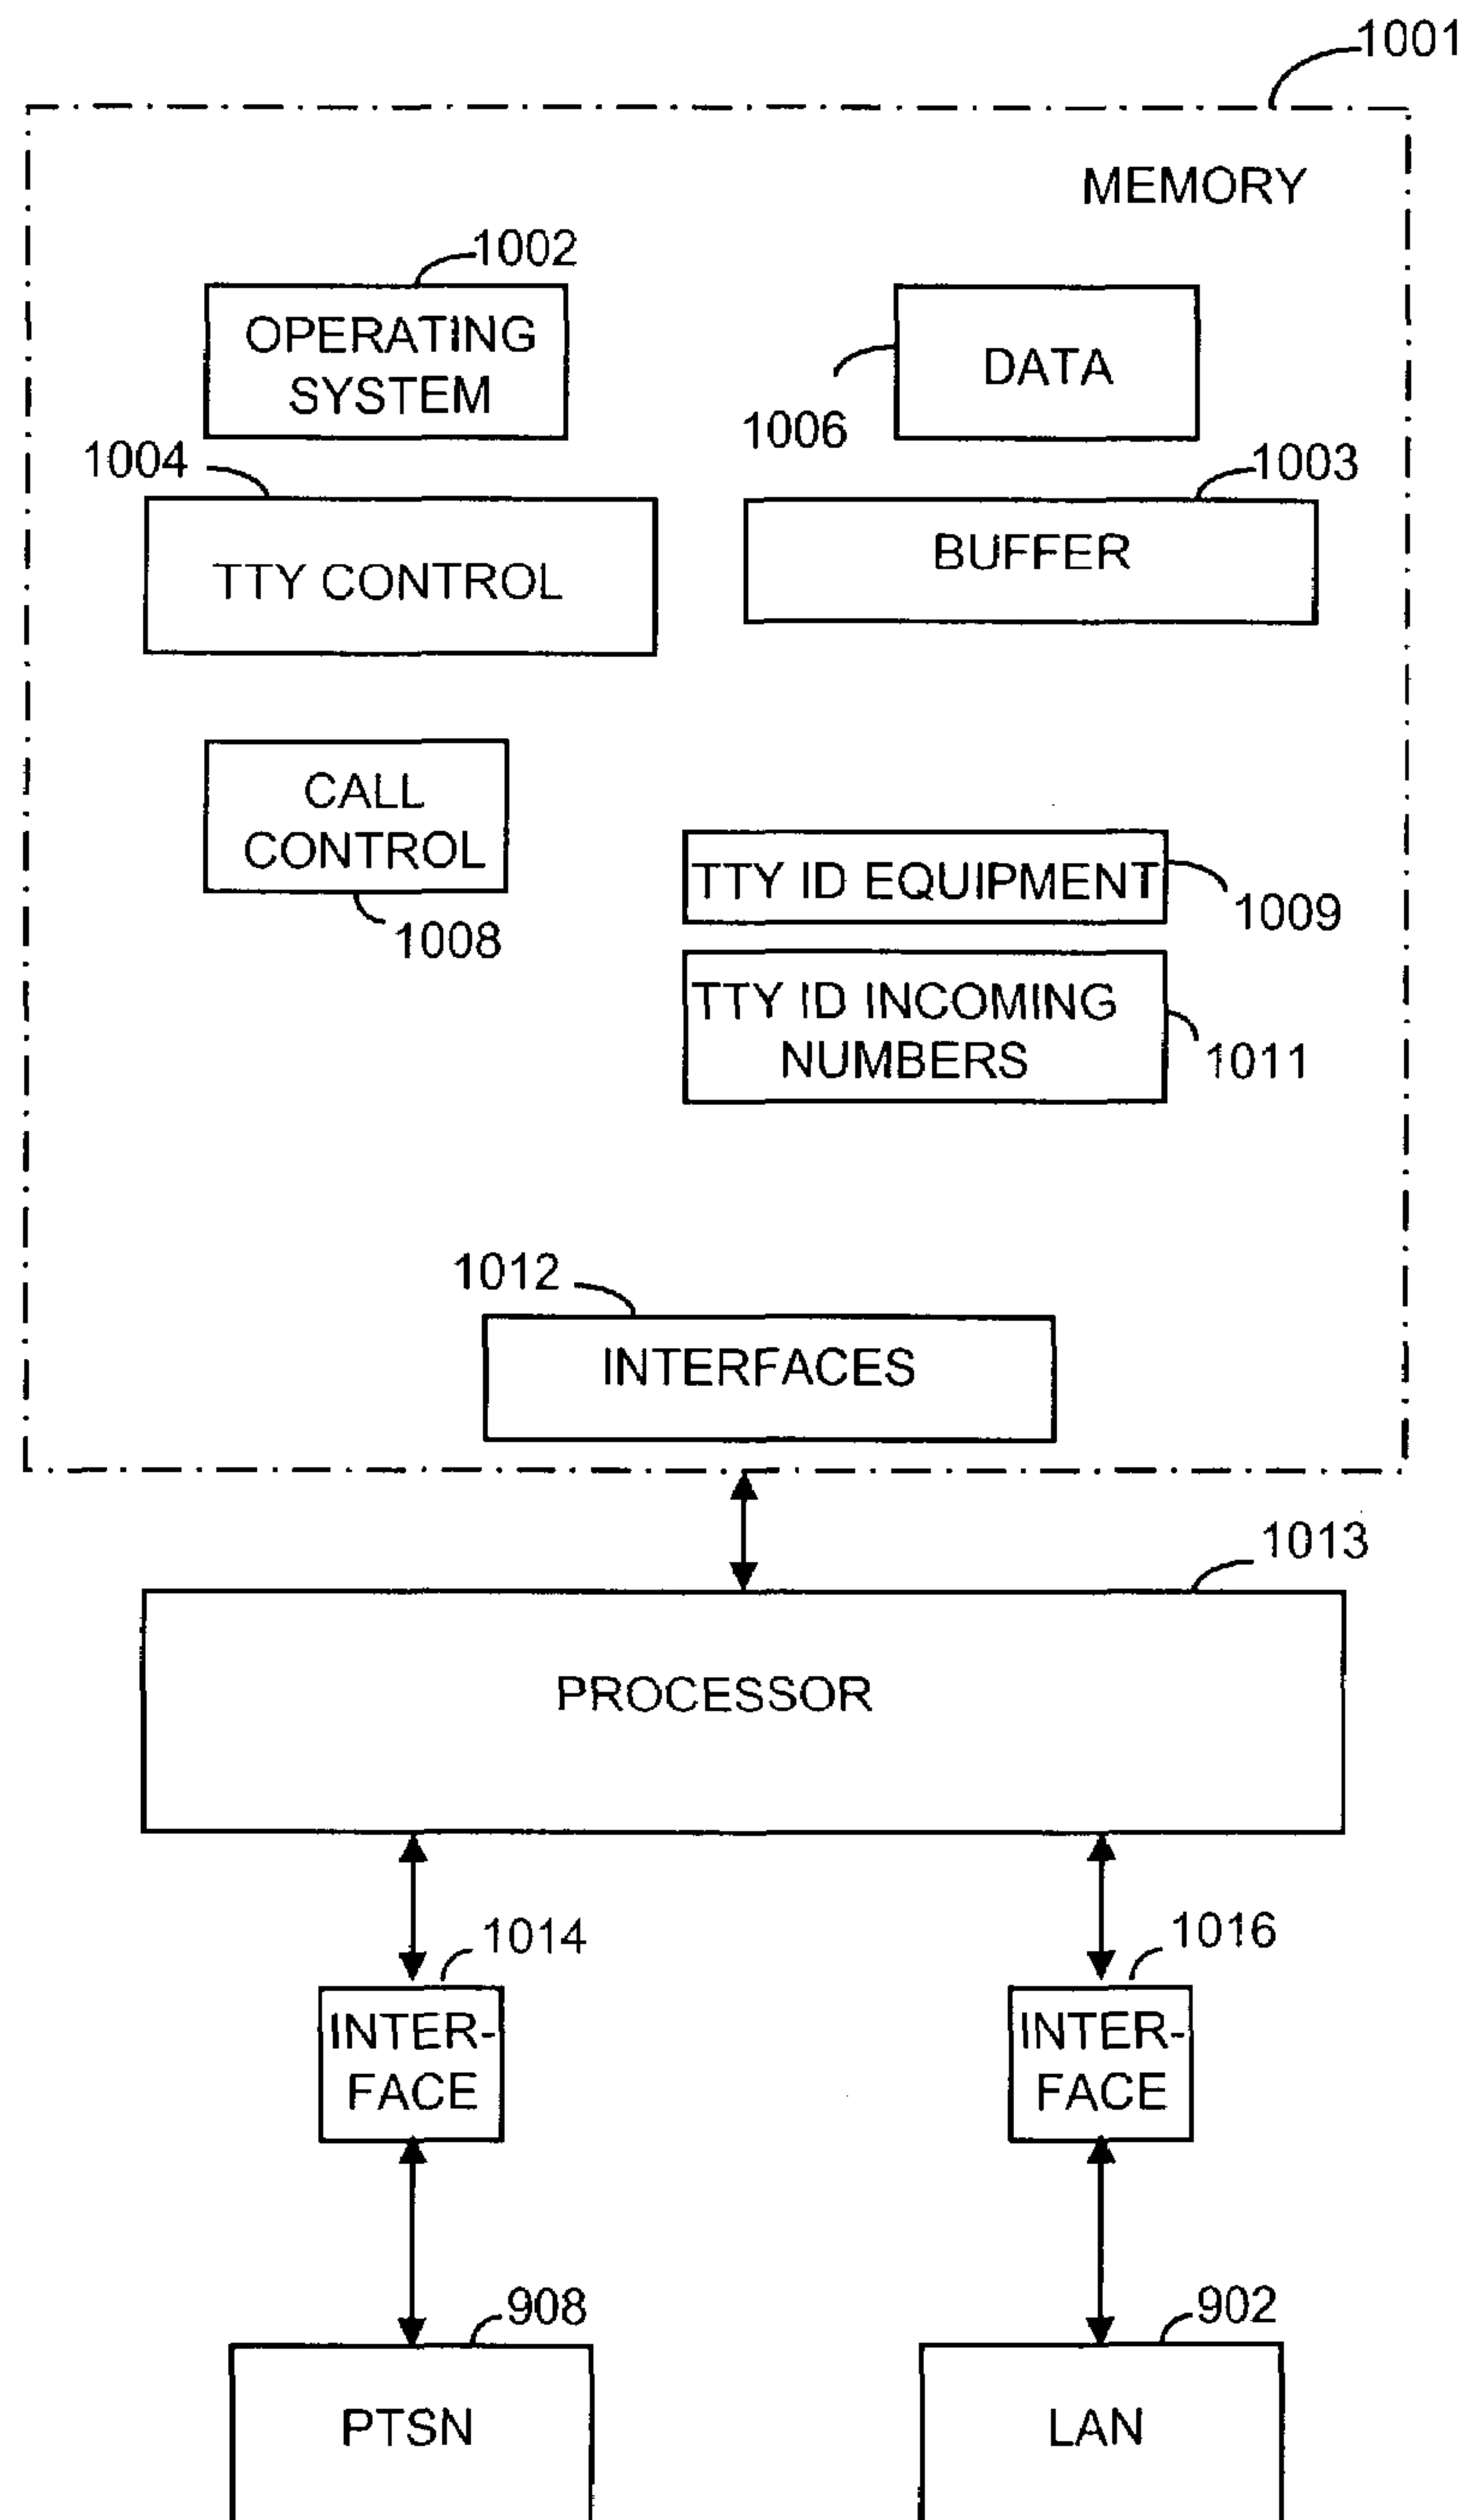 1001
MEMORY
1002
OPERATING
SYSTEM
DATA
1006
1004
1003
TTY CONTROL
BUFFER
CALL
CONTROL
1008
TTY ID EQUIPMENT
1009
TTY ID INCOMING
NUMBERS
1011
1012
INTERFACES
1013
PROCESSOR
1014
1016
INTER-
FACE
INTER-
FACE
908
902
PTSN
LAN